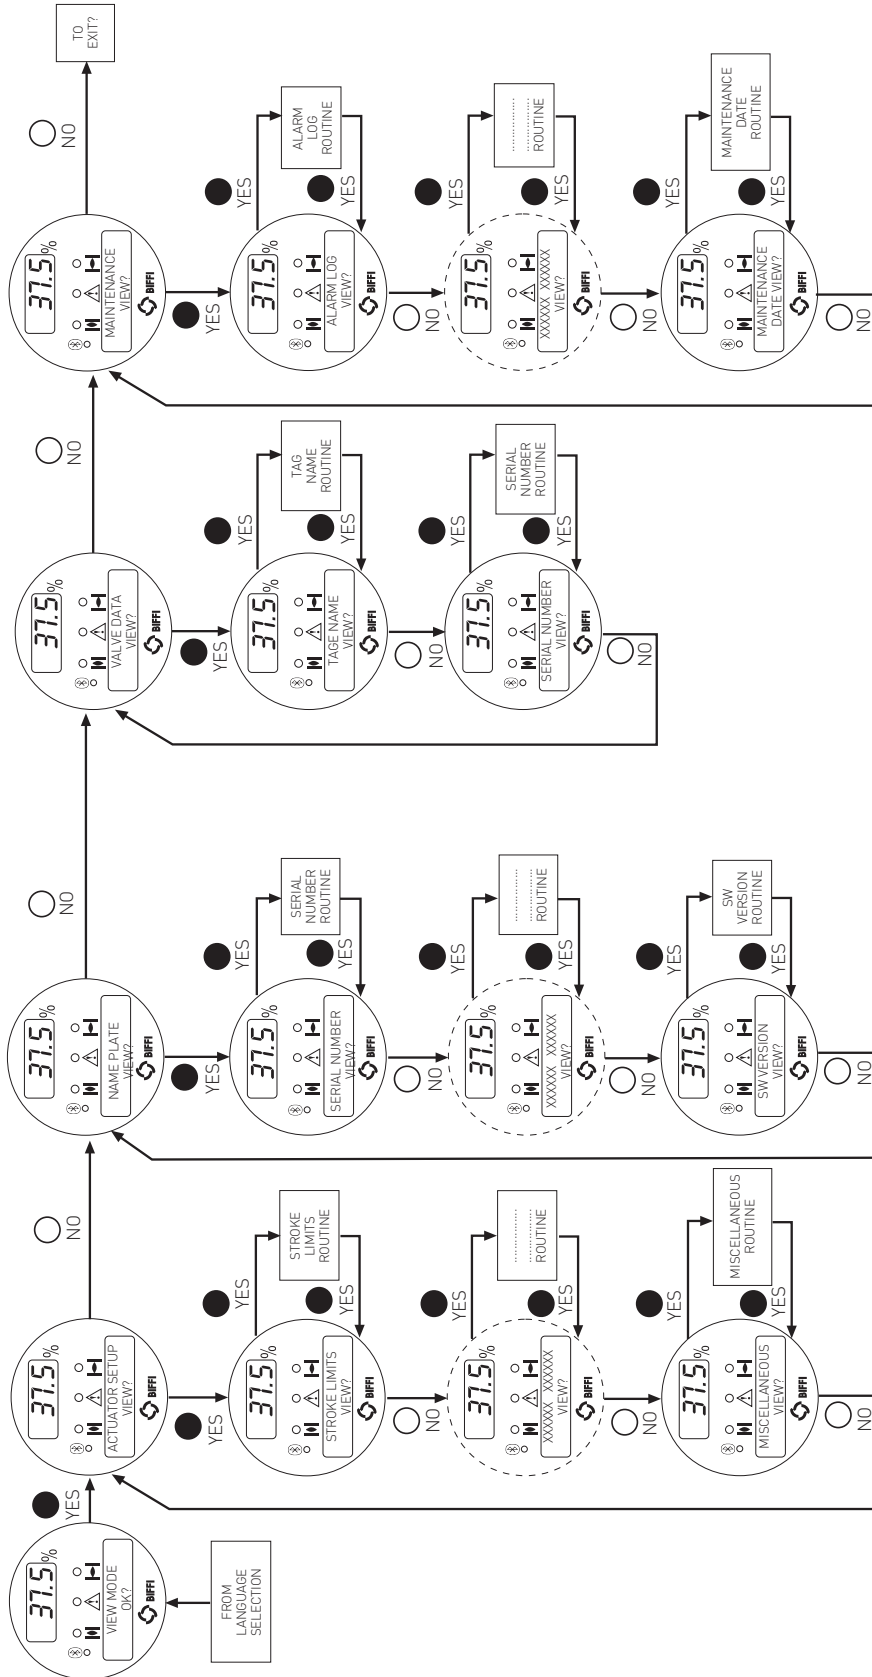 37.5%
VIEW MODE
OK?
BIFFI
FROM
LANGUAGE
SELECTION
YES
37.5%
ACTUATOR SETUP
VIEW?
BIFFI
NO
YES
37.5%
STROKE LIMITS
VIEW?
BIFFI
YES
STROKE
LIMITS
ROUTINE
YES
NO
37.5%
XXXXXX XXXXXX
VIEW?
BIFFI
YES
..............
..............
ROUTINE
YES
NO
37.5%
MISCELLANEOUS
VIEW?
BIFFI
YES
MISCELLANEOUS
ROUTINE
YES
NO
37.5%
NAME PLATE
VIEW?
BIFFI
NO
YES
37.5%
SERIAL NUMBER
VIEW?
BIFFI
YES
SERIAL
NUMBER
ROUTINE
YES
NO
37.5%
XXXXXX XXXXXX
VIEW?
BIFFI
YES
..............
..............
ROUTINE
YES
NO
37.5%
SW VERSION
VIEW?
BIFFI
YES
SW
VERSION
ROUTINE
YES
NO
37.5%
VALVE DATA
VIEW?
BIFFI
NO
YES
37.5%
TAGE NAME
VIEW?
BIFFI
YES
TAG
NAME
ROUTINE
YES
NO
37.5%
SERIAL NUMBER
VIEW?
BIFFI
YES
SERIAL
NUMBER
ROUTINE
YES
NO
37.5%
MAINTENANCE
VIEW?
BIFFI
NO
TO
EXIT?
YES
37.5%
ALARM LOG
VIEW?
BIFFI
YES
ALARM
LOG
ROUTINE
YES
NO
37.5%
XXXXXX XXXXXX
VIEW?
BIFFI
YES
..............
..............
ROUTINE
YES
NO
37.5%
MAINTENANCE
DATE VIEW?
BIFFI
YES
MAINTENANCE
DATE
ROUTINE
YES
NO